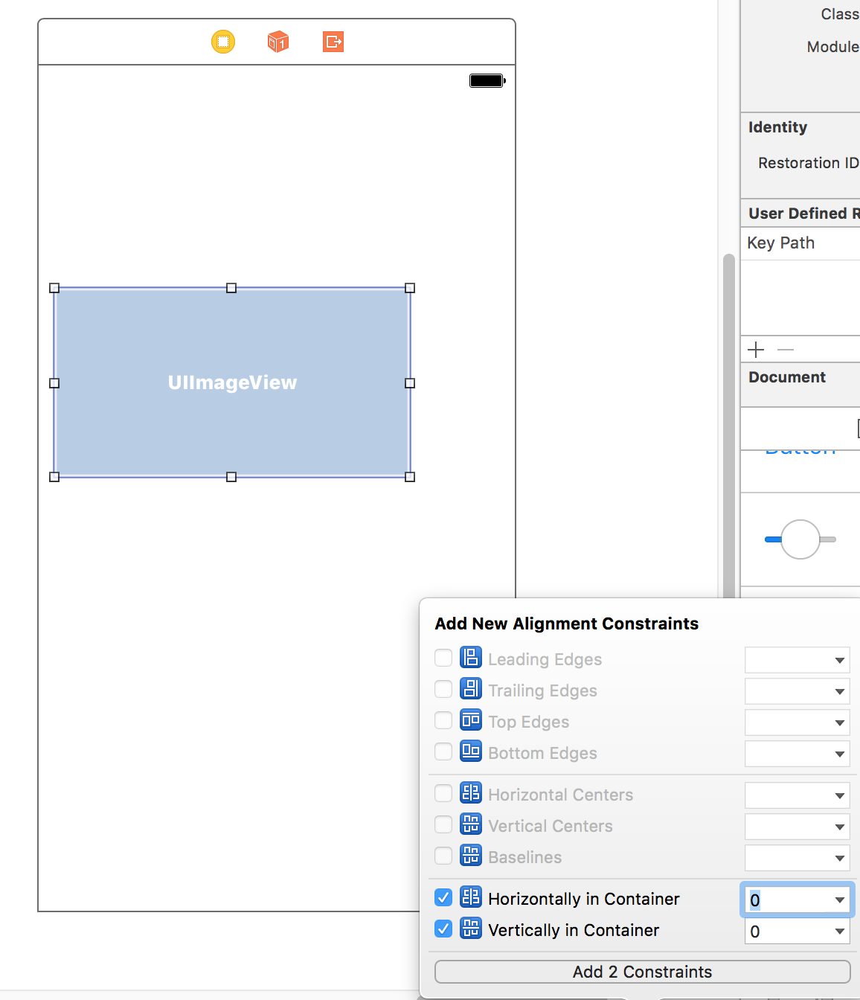 Class
Module
Identity
Restoration ID
User Defined R
Key Path
UIImageView
Document
Button
Add New Alignment Constraints
Leading Edges
Trailing Edges
Top Edges
Bottom Edges
Horizontal Centers
Vertical Centers
Baselines
Horizontally in Container 0
Vertically in Container 0
Add 2 Constraints